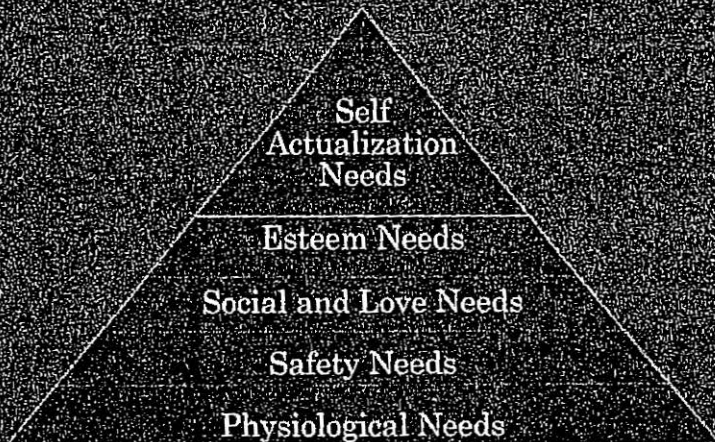 Self
Actualization
Needs
Esteem Needs
Social and Love Needs
Safety Needs
Physiological Needs